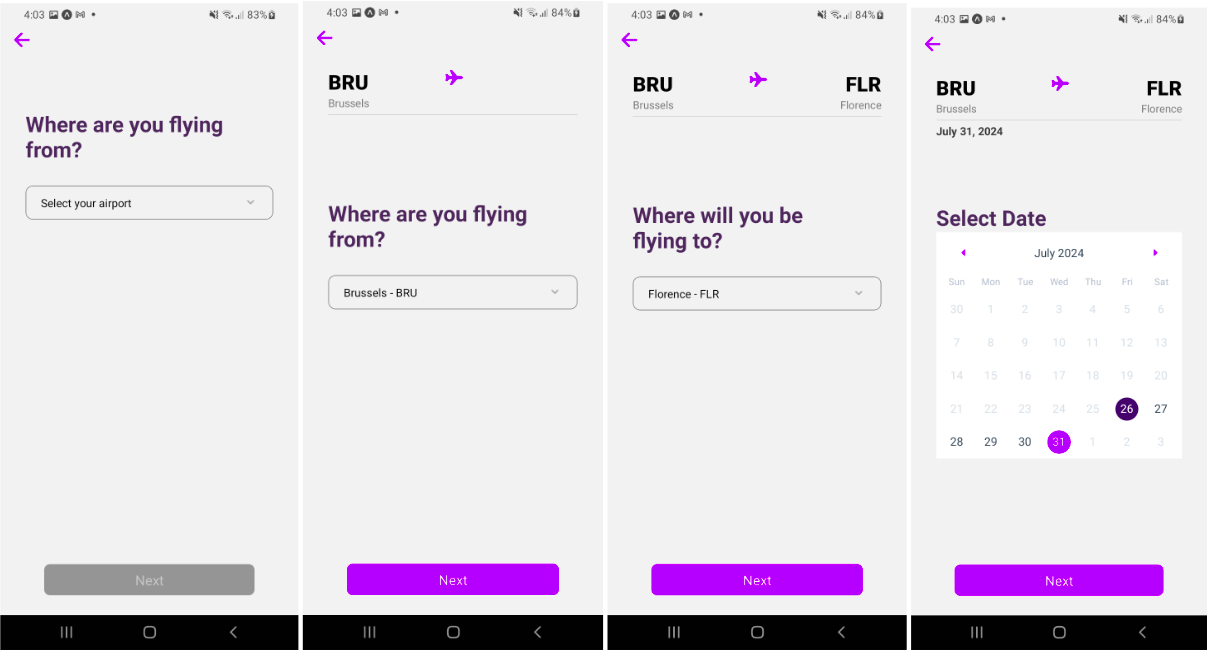 4:03
83%
Where are you flying
from?
Select your airport
Next
4:03
84%
BRU
Brussels
Where are you flying
from?
Brussels - BRU
Next
4:03
84%
BRU
FLR
Brussels
Florence
Where will you be
flying to?
Florence - FLR
Next
4:03
84%
BRU
FLR
Brussels
Florence
July 31, 2024
Select Date
July 2024
Sun Mon Tue Wed Thu Fri Sat
30 1 2 3 4 5 6
7 8 9 10 11 12 13
14 15 16 17 18 19 20
21 22 23 24 25 26 27
28 29 30 31 1 2 3
Next